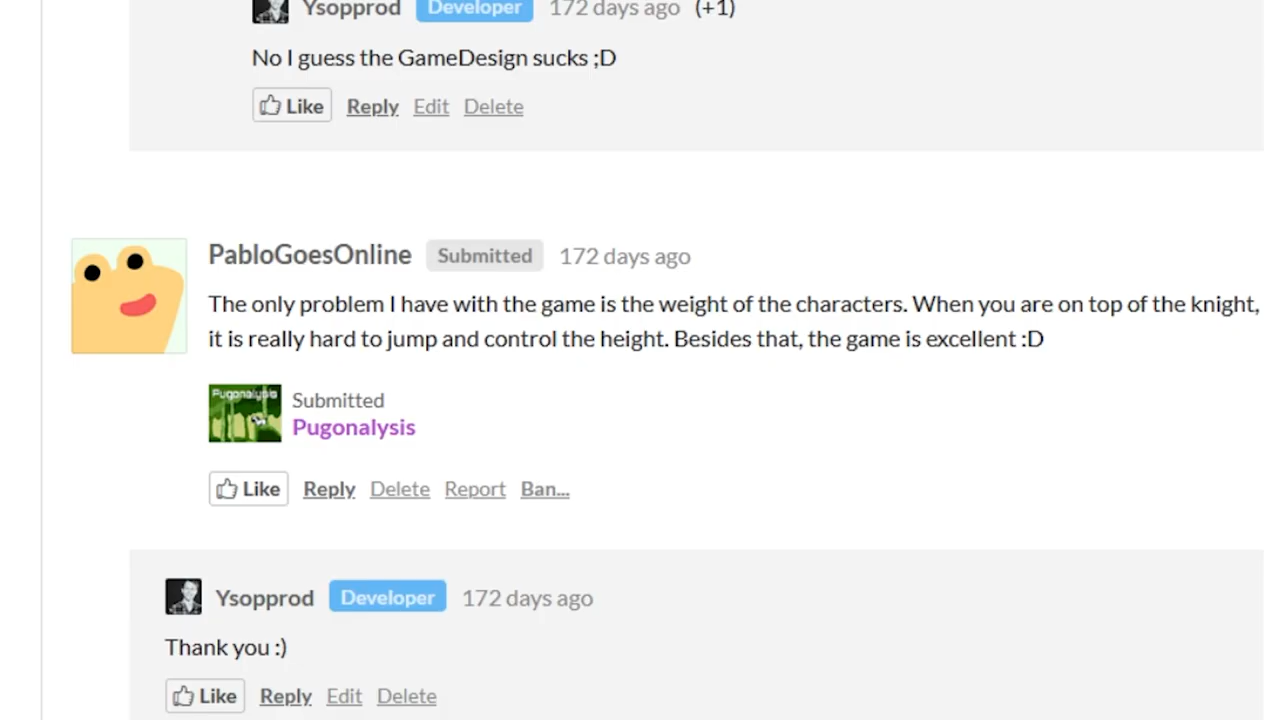 Ysopprod Developer 172 days ago (+1)
No I guess the GameDesign sucks ;D
Like Reply Edit Delete
PabloGoesOnline Submitted 172 days ago
The only problem I have with the game is the weight of the characters. When you are on top of the knight,
it is really hard to jump and control the height. Besides that, the game is excellent :D
Pugonalysis
Submitted
Pugonalysis
Like Reply Delete Report Ban...
Ysopprod Developer 172 days ago
Thank you :)
Like Reply Edit Delete